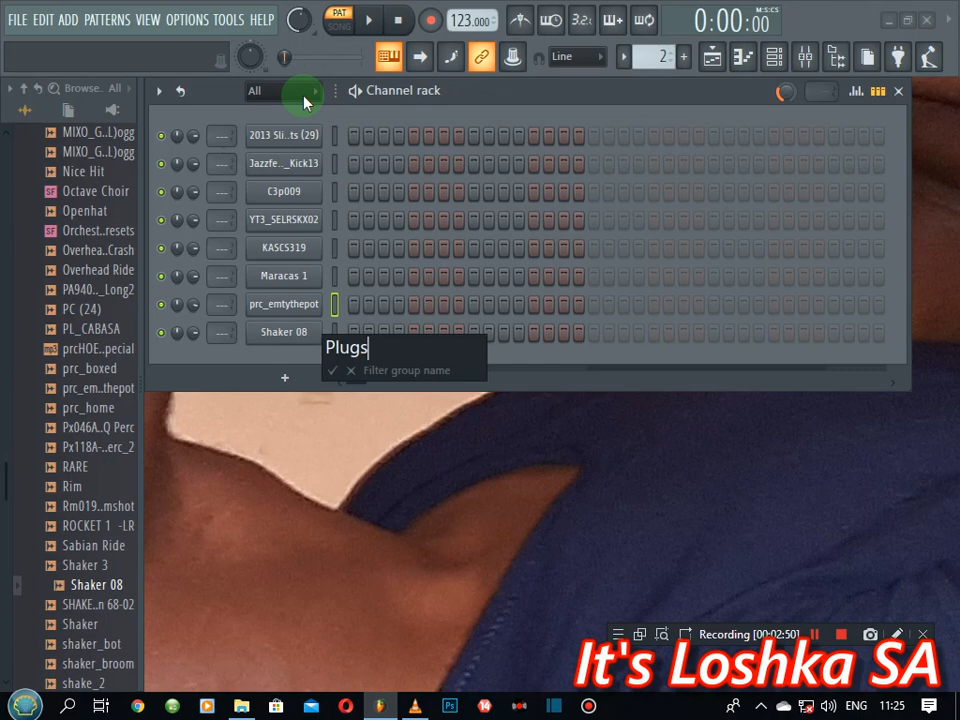 FILE EDIT ADD PATTERNS VIEW OPTIONS TOOLS HELP
PAT
SONG
123.000
3.2
0:00:00
M:S:CS
Line
2
Browse.. All
All
Channel rack
MIXO_G..L)ogg
MIXO_G..L)ogg
Nice Hit
Octave Choir
Openhat
Orchest..resets
Overhea..Crash
Overhead Ride
PA940.._Long2
PC (24)
PL_CABASA
prcHOE..pecial
prc_boxed
prc_em..thepot
prc_home
Px046A..Q Perc
Px118A-..erc_2
RARE
Rim
Rm019..mshot
ROCKET 1 -LR
Sabian Ride
Shaker 3
Shaker 08
SHAKE..n 68-02
Shaker
shaker_bot
shaker_broom
shake_2
2013 Sli..ts (29)
Jazzfe.._Kick13
C3p009
YT3_5ELRSKX02
KASCS319
Maracas 1
prc_emtythepot
Shaker 08
Plugs
Filter group name
Recording [00:02:50]
It's Loshka SA
ENG
11:25